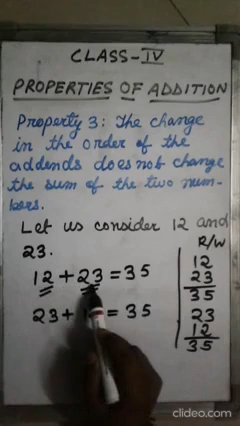 CLASS-IV
PROPERTIES OF ADDITION
Property 3: The change
in the order of the
addends does not change
the sum of the two num-
bers.
Let us consider 12 and
23.
12 + 23 = 35
23 + 1 = 35
R/W
12
23
35
23
12
35
clideo.com